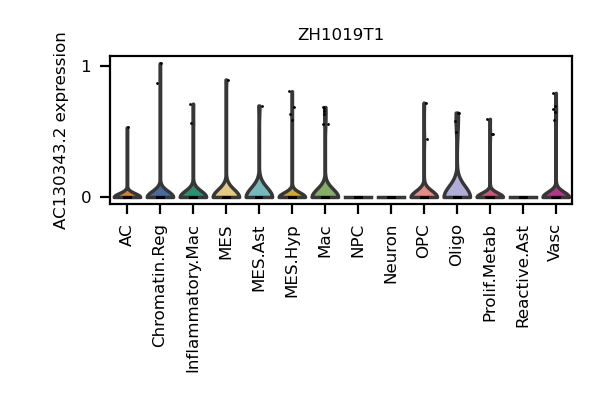 ZH1019T1
AC130343.2 expression
1
0
AC
Chromatin.Reg
Inflammatory.Mac
MES
MES.Ast
MES.Hyp
Mac
NPC
Neuron
OPC
Oligo
Prolif.Metab
Reactive.Ast
Vasc